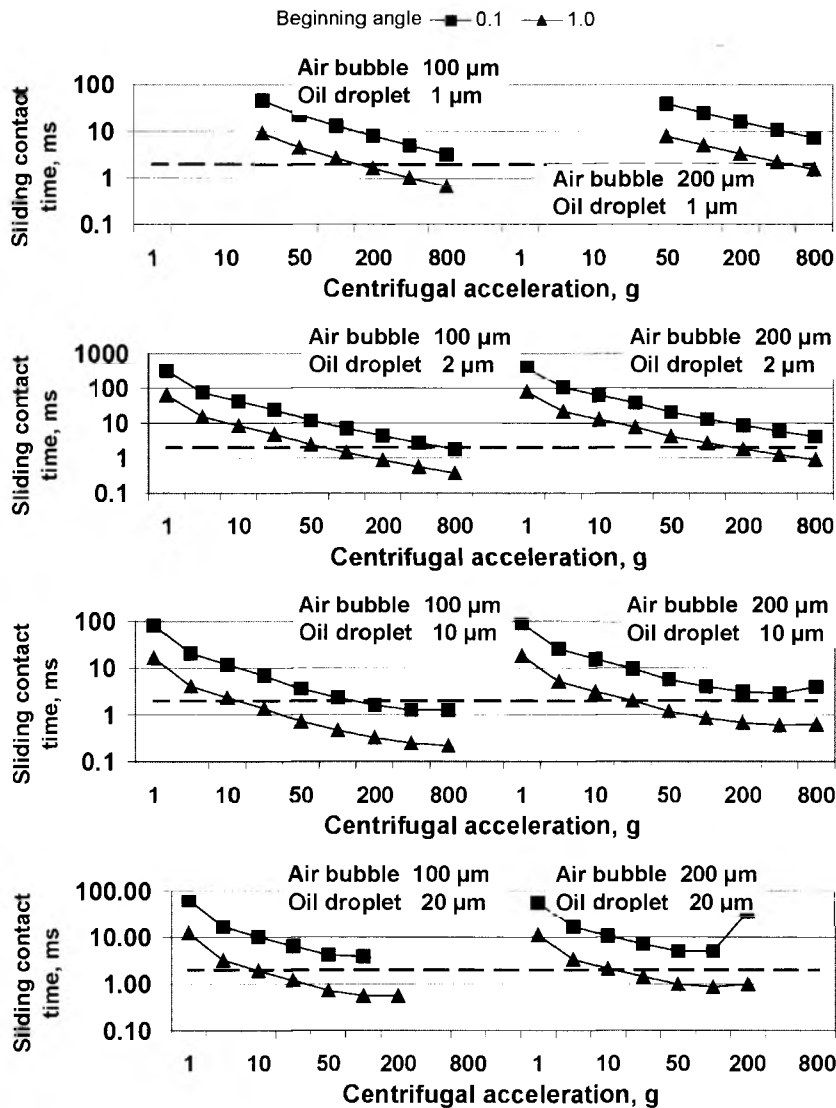 Beginning angle 0.1 1.0
Sliding contact time, ms
100
10
1
0.1
Air bubble 100 µm
Oil droplet 1 µm
Air bubble 200 µm
Oil droplet 1 µm
1 10 50 200 800 1 10 50 200 800
Centrifugal acceleration, g Centrifugal acceleration, g
Sliding contact time, ms
1000
100
10
1
0.1
Air bubble 100 µm Air bubble 200 µm
Oil droplet 2 µm Oil droplet 2 µm
1 10 50 200 800 1 10 50 200 800
Centrifugal acceleration, g Centrifugal acceleration, g
Sliding contact time, ms
100
10
1
0.1
Air bubble 100 µm Air bubble 200 µm
Oil droplet 10 µm Oil droplet 10 µm
1 10 50 200 800 1 10 50 200 800
Centrifugal acceleration, g Centrifugal acceleration, g
Sliding contact time, ms
100.00
10.00
1.00
0.10
Air bubble 100 µm Air bubble 200 µm
Oil droplet 20 µm Oil droplet 20 µm
1 10 50 200 800 1 10 50 200 800
Centrifugal acceleration, g Centrifugal acceleration, g